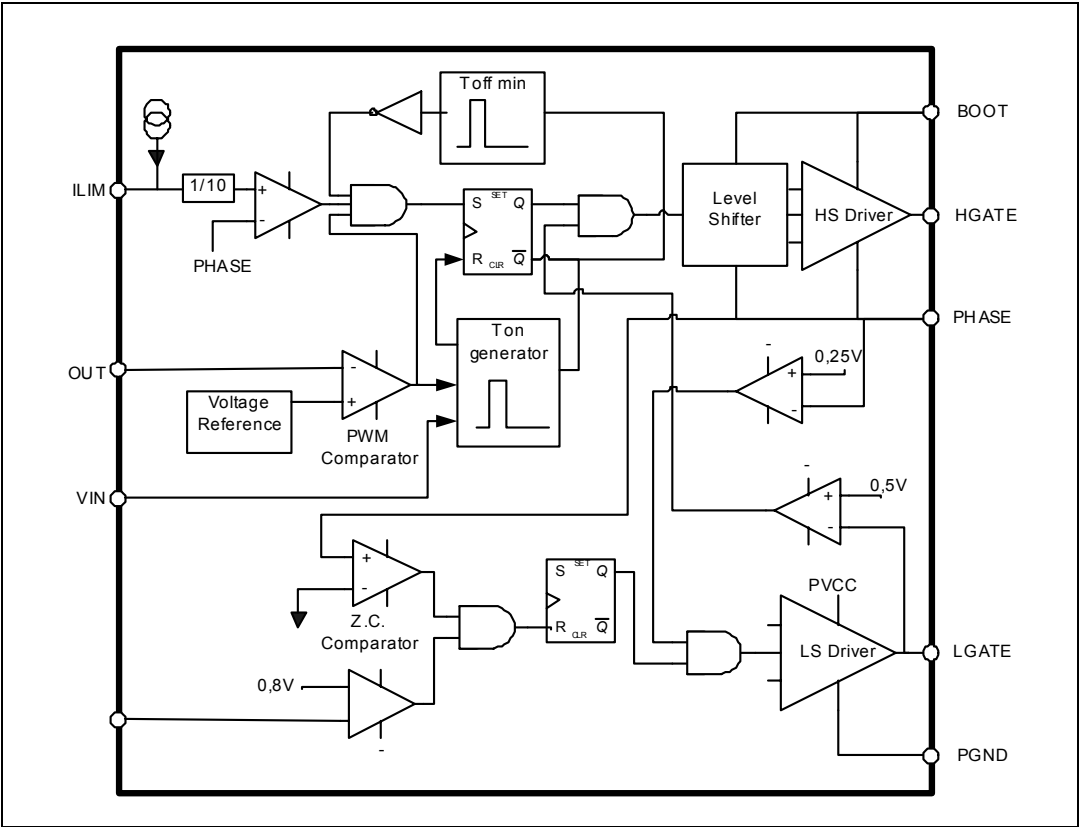 Toff min
BOOT
ILIM
1/10
+
-
PHASE
S SET Q
R CLR Q
Level
Shifter
HS Driver
HGATE
PHASE
Ton
generator
OUT
-
+
Voltage
Reference
PWM
Comparator
-
0,25V
+
-
VIN
-
0,5V
+
-
+
-
Z.C.
Comparator
S SET Q
R CLR Q
PVCC
LS Driver
LGATE
0,8V
-
PGND